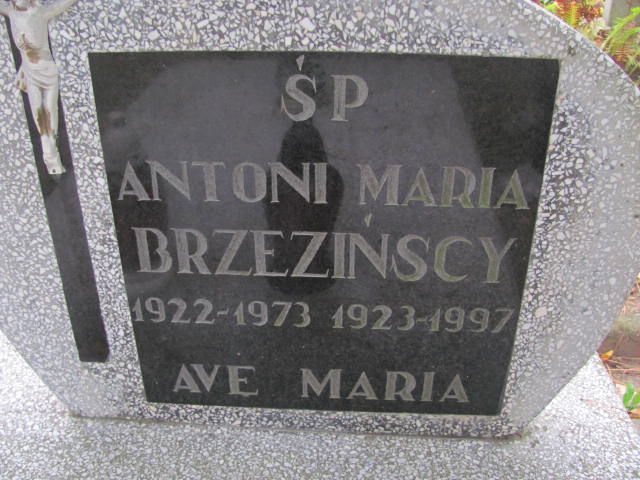 ŚP
ANTONI MARIA
BRZEZIŃSCY
1922-1973 1923-1997
AVE MARIA